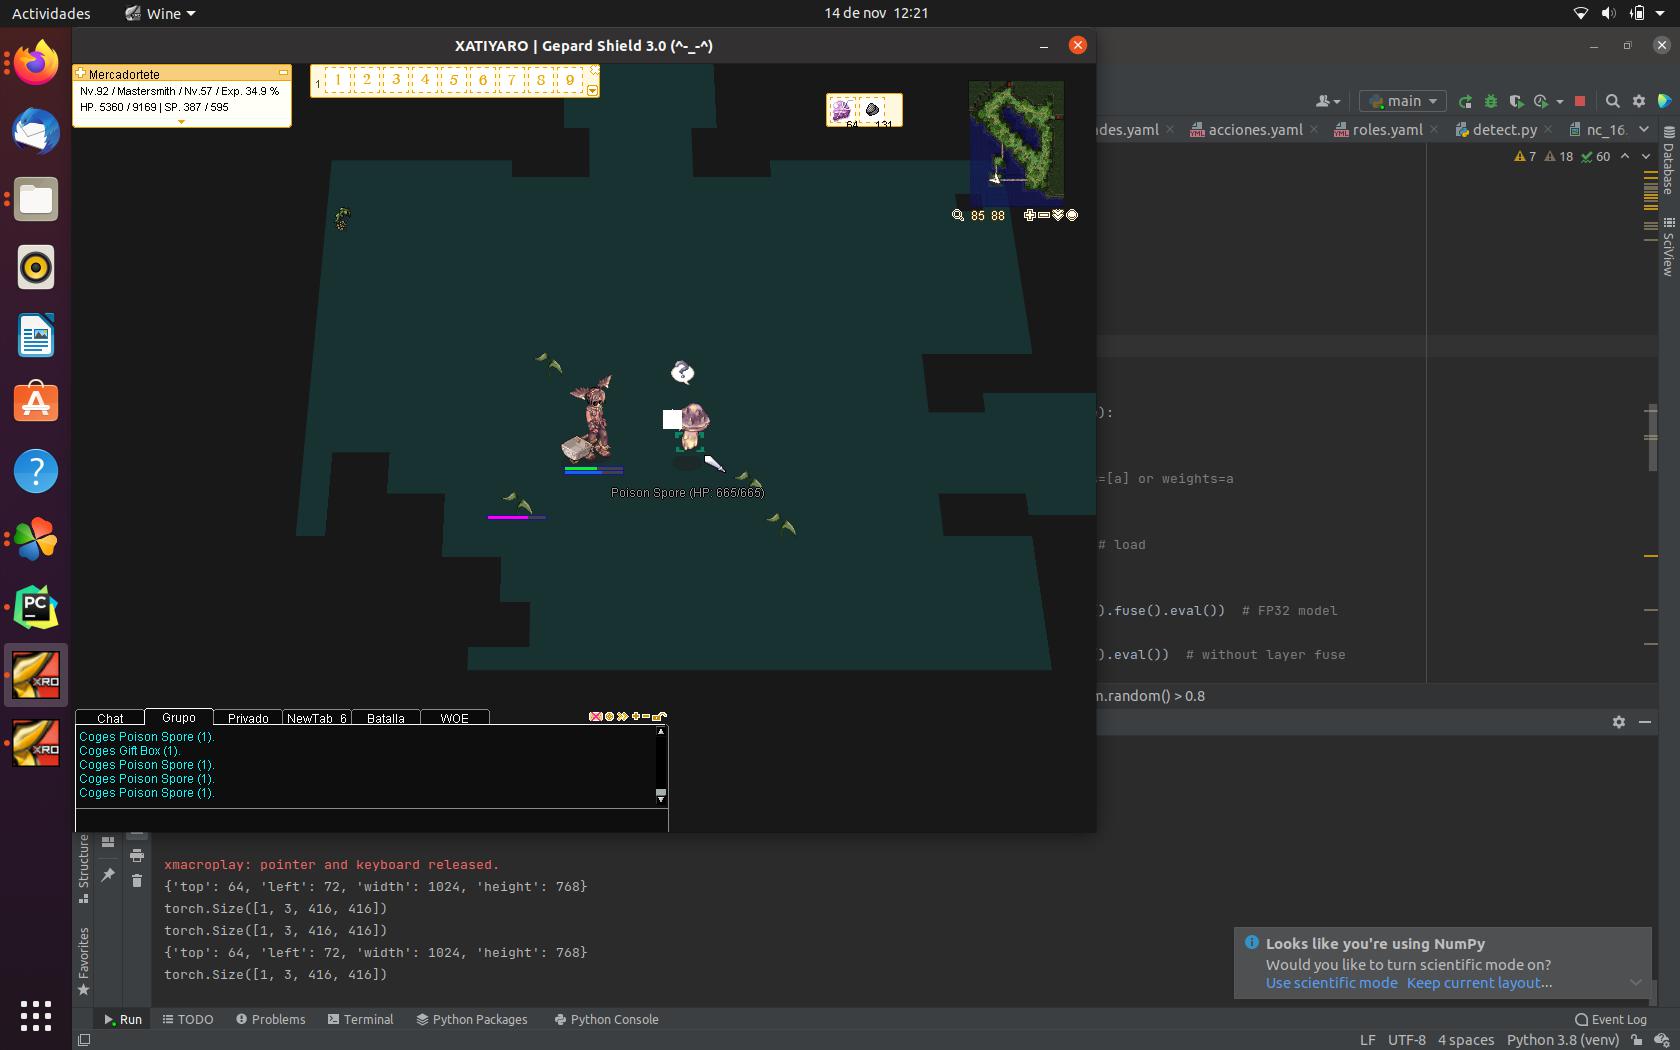 Actividades
Wine
14 de nov 12:21
XATIYARO | Gepard Shield 3.0 (^-_-^)
Mercadortete
Nv.92 / Mastersmith / Nv.57 / Exp. 34.9 %
HP. 5360 / 9169 | SP. 387 / 595
1 1 2 3 4 5 6 7 8 9
64 131
85 88
main
des.yaml
acciones.yaml
roles.yaml
detect.py
nc_16.
7 18 60
Database
SciView
):
=[a] or weights=a
# load
).fuse().eval()) # FP32 model
).eval()) # without layer fuse
m.random() > 0.8
?
Poison Spore (HP: 665/665)
Chat Grupo Privado NewTab_6 Batalla WOE
Coges Poison Spore (1).
Coges Gift Box (1).
Coges Poison Spore (1).
Coges Poison Spore (1).
Coges Poison Spore (1).
PC
XRO
XRO
Structure
Favorites
xmacroplay: pointer and keyboard released.
{'top': 64, 'left': 72, 'width': 1024, 'height': 768}
torch.Size([1, 3, 416, 416])
torch.Size([1, 3, 416, 416])
{'top': 64, 'left': 72, 'width': 1024, 'height': 768}
torch.Size([1, 3, 416, 416])
Looks like you're using NumPy
Would you like to turn scientific mode on?
Use scientific mode Keep current layout...
Run TODO Problems Terminal Python Packages Python Console
Event Log
LF UTF-8 4 spaces Python 3.8 (venv)